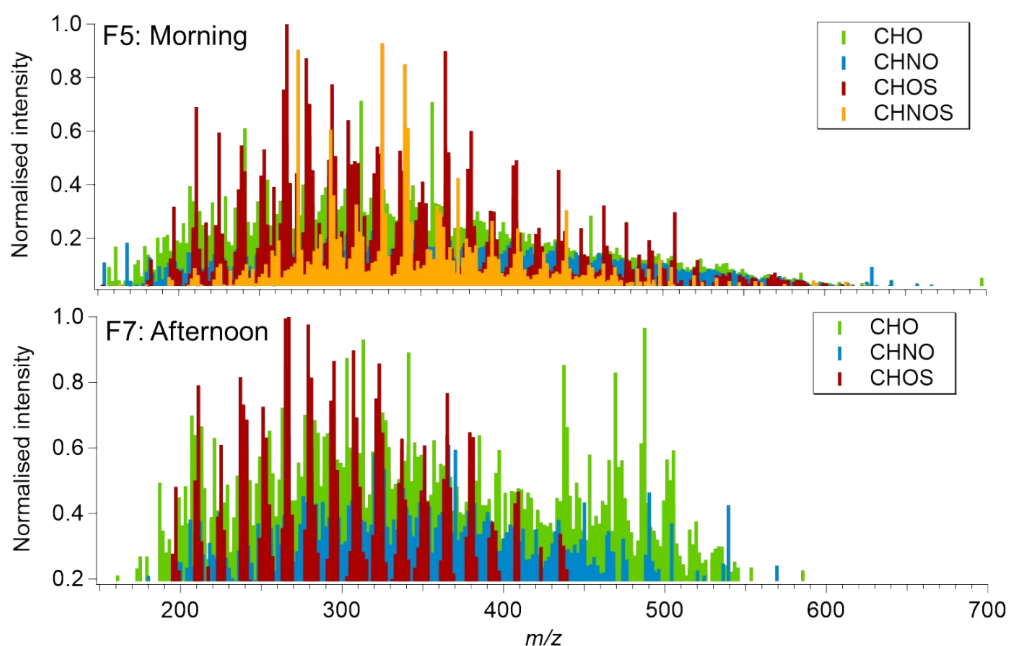 F5: Morning
Normalised intensity
1.0
0.8
0.6
0.4
0.2
CHO
CHNO
CHOS
CHNOS
F7: Afternoon
Normalised intensity
1.0
0.8
0.6
0.4
0.2
CHO
CHNO
CHOS
200 300 400 500 600 700
m/z